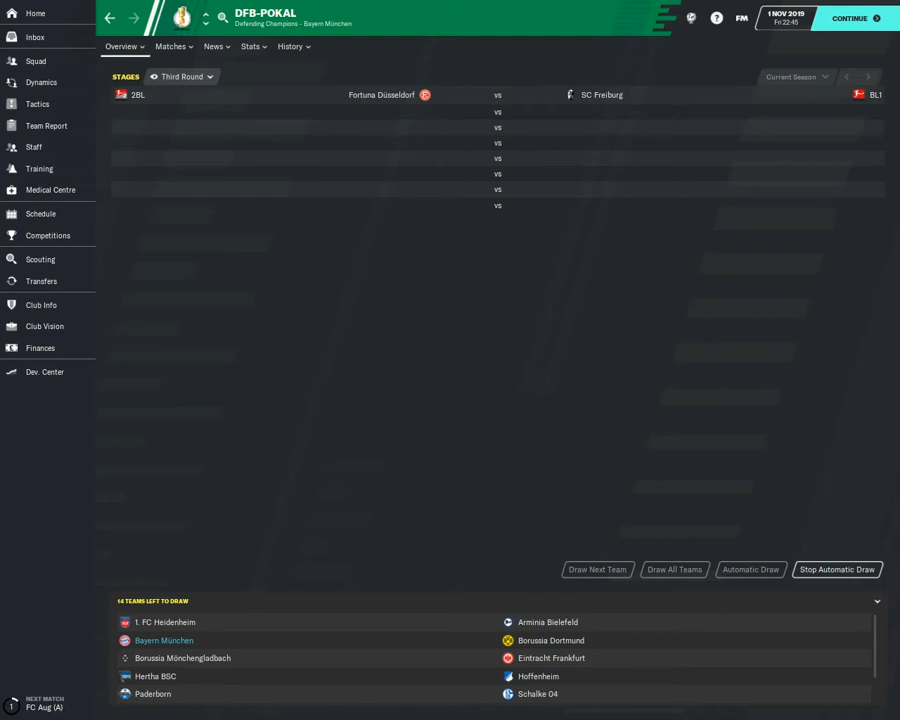 Home
Inbox
Squad
Dynamics
Tactics
Team Report
Staff
Training
Medical Centre
Schedule
Competitions
Scouting
Transfers
Club Info
Club Vision
Finances
Dev. Center
1
NEXT MATCH
FC Aug (A)
DFB-POKAL
Defending Champions - Bayern München
FM
1 NOV 2019
Fri 22:45
CONTINUE
Overview Matches News Stats History
STAGES Third Round Current Season
2BL Fortuna Düsseldorf vs SC Freiburg BL1
vs
vs
vs
vs
vs
vs
vs
Draw Next Team Draw All Teams Automatic Draw Stop Automatic Draw
14 TEAMS LEFT TO DRAW
1. FC Heidenheim Arminia Bielefeld
Bayern München Borussia Dortmund
Borussia Mönchengladbach Eintracht Frankfurt
Hertha BSC Hoffenheim
Paderborn Schalke 04